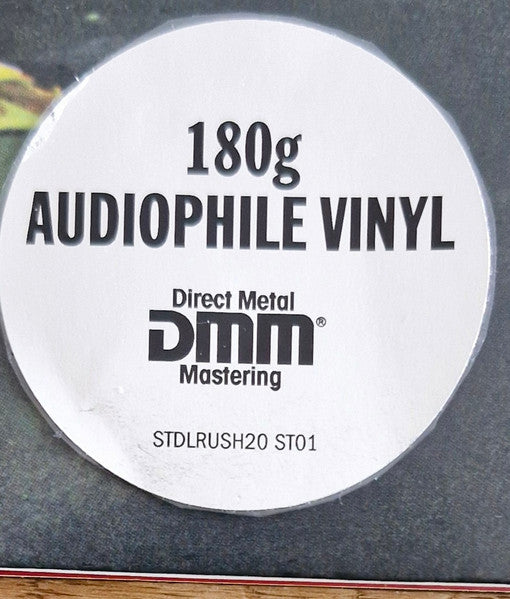 180g
AUDIOPHILE VINYL
Direct Metal
DMM®
Mastering
STDLRUSH20 ST01